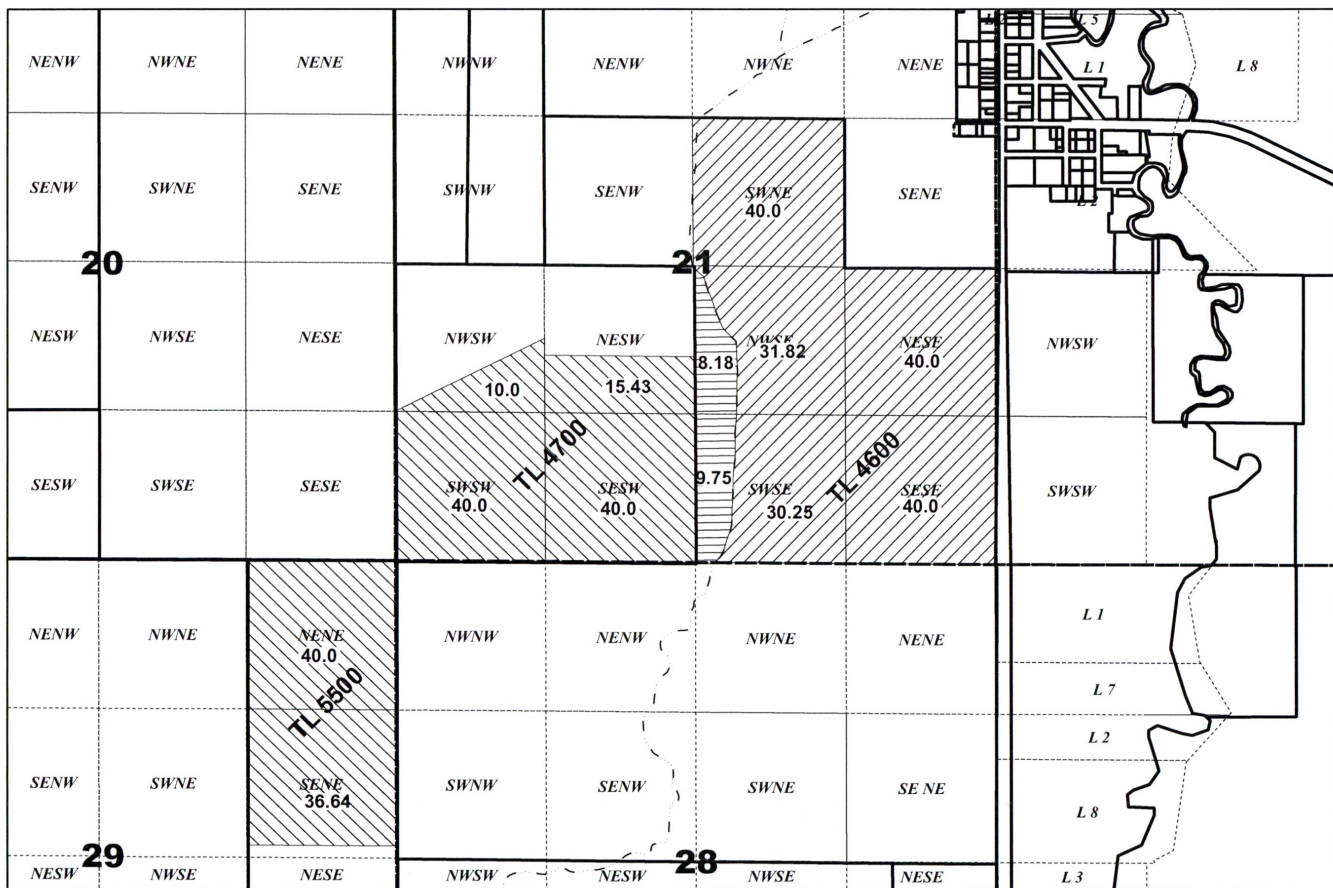 NENW NWNE NENE NWNW NENW NWNE NENE L 5
L 1 L 8
SENW SWNE SENE SWNW SENW SWNE SENE
40.0
L 2
20 21
NESW NWSE NESE NWSW NESW NWSE NESE NWSW
8.18 31.82 40.0
10.0 15.43
TL 4700 TL 4600
SESW SWSE SESE SWSW SESW 9.75 SWSE SESE SWSW
40.0 40.0 30.25 40.0
L 1
NENW NWNE NENE NWNW NENW NWNE NENE
40.0
TL 5500
L 7
L 2
SENW SWNE SENE SWNW SENW SWNE SE NE
36.64
L 8
29 28
NESW NWSE NESE NWSW NESW NWSE NESE L 3